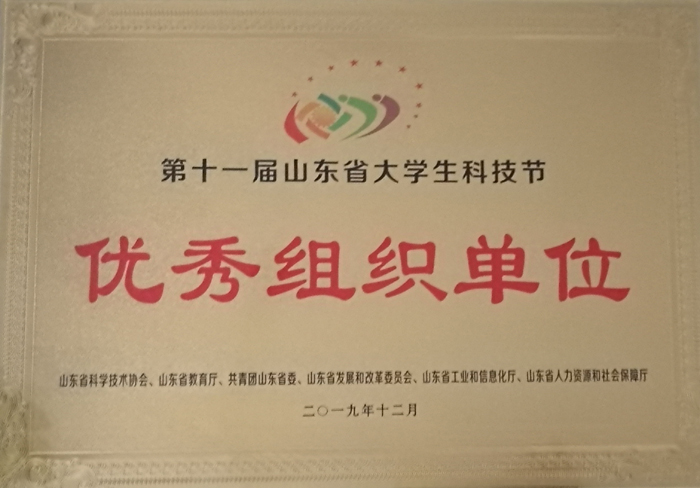 第十一届山东省大学生科技节
优秀组织单位
山东省科学技术协会、山东省教育厅、共青团山东省委、山东省发展和改革委员会、山东省工业和信息化厅、山东省人力资源和社会保障厅
二〇一九年十二月